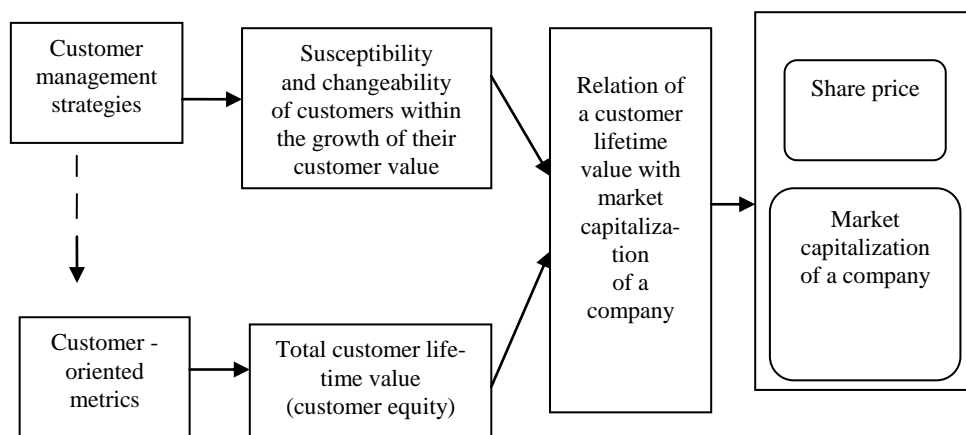 Customer
management
strategies
Susceptibility
and changeability
of customers within
the growth of their
customer value
Relation of
a customer
lifetime
value with
market
capitaliza-
tion
of a
company
Share price
Market
capitalization
of a company
Customer -
oriented
metrics
Total customer life-
time value
(customer equity)